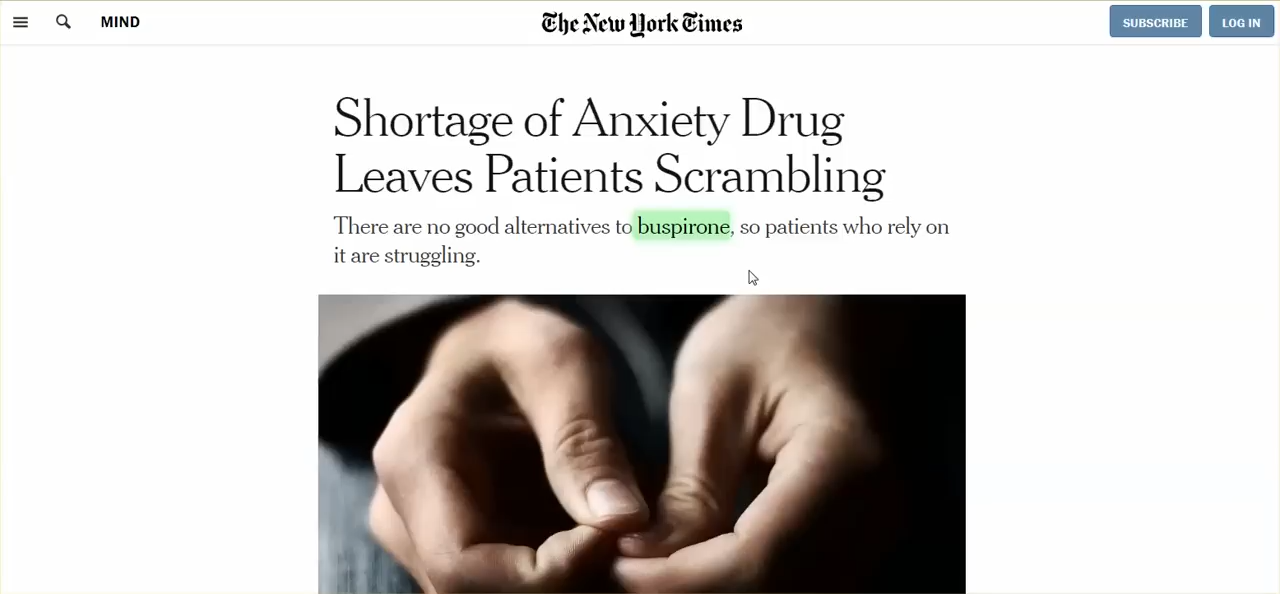 MIND
The New York Times
SUBSCRIBE
LOG IN
Shortage of Anxiety Drug
Leaves Patients Scrambling
There are no good alternatives to buspirone, so patients who rely on
it are struggling.